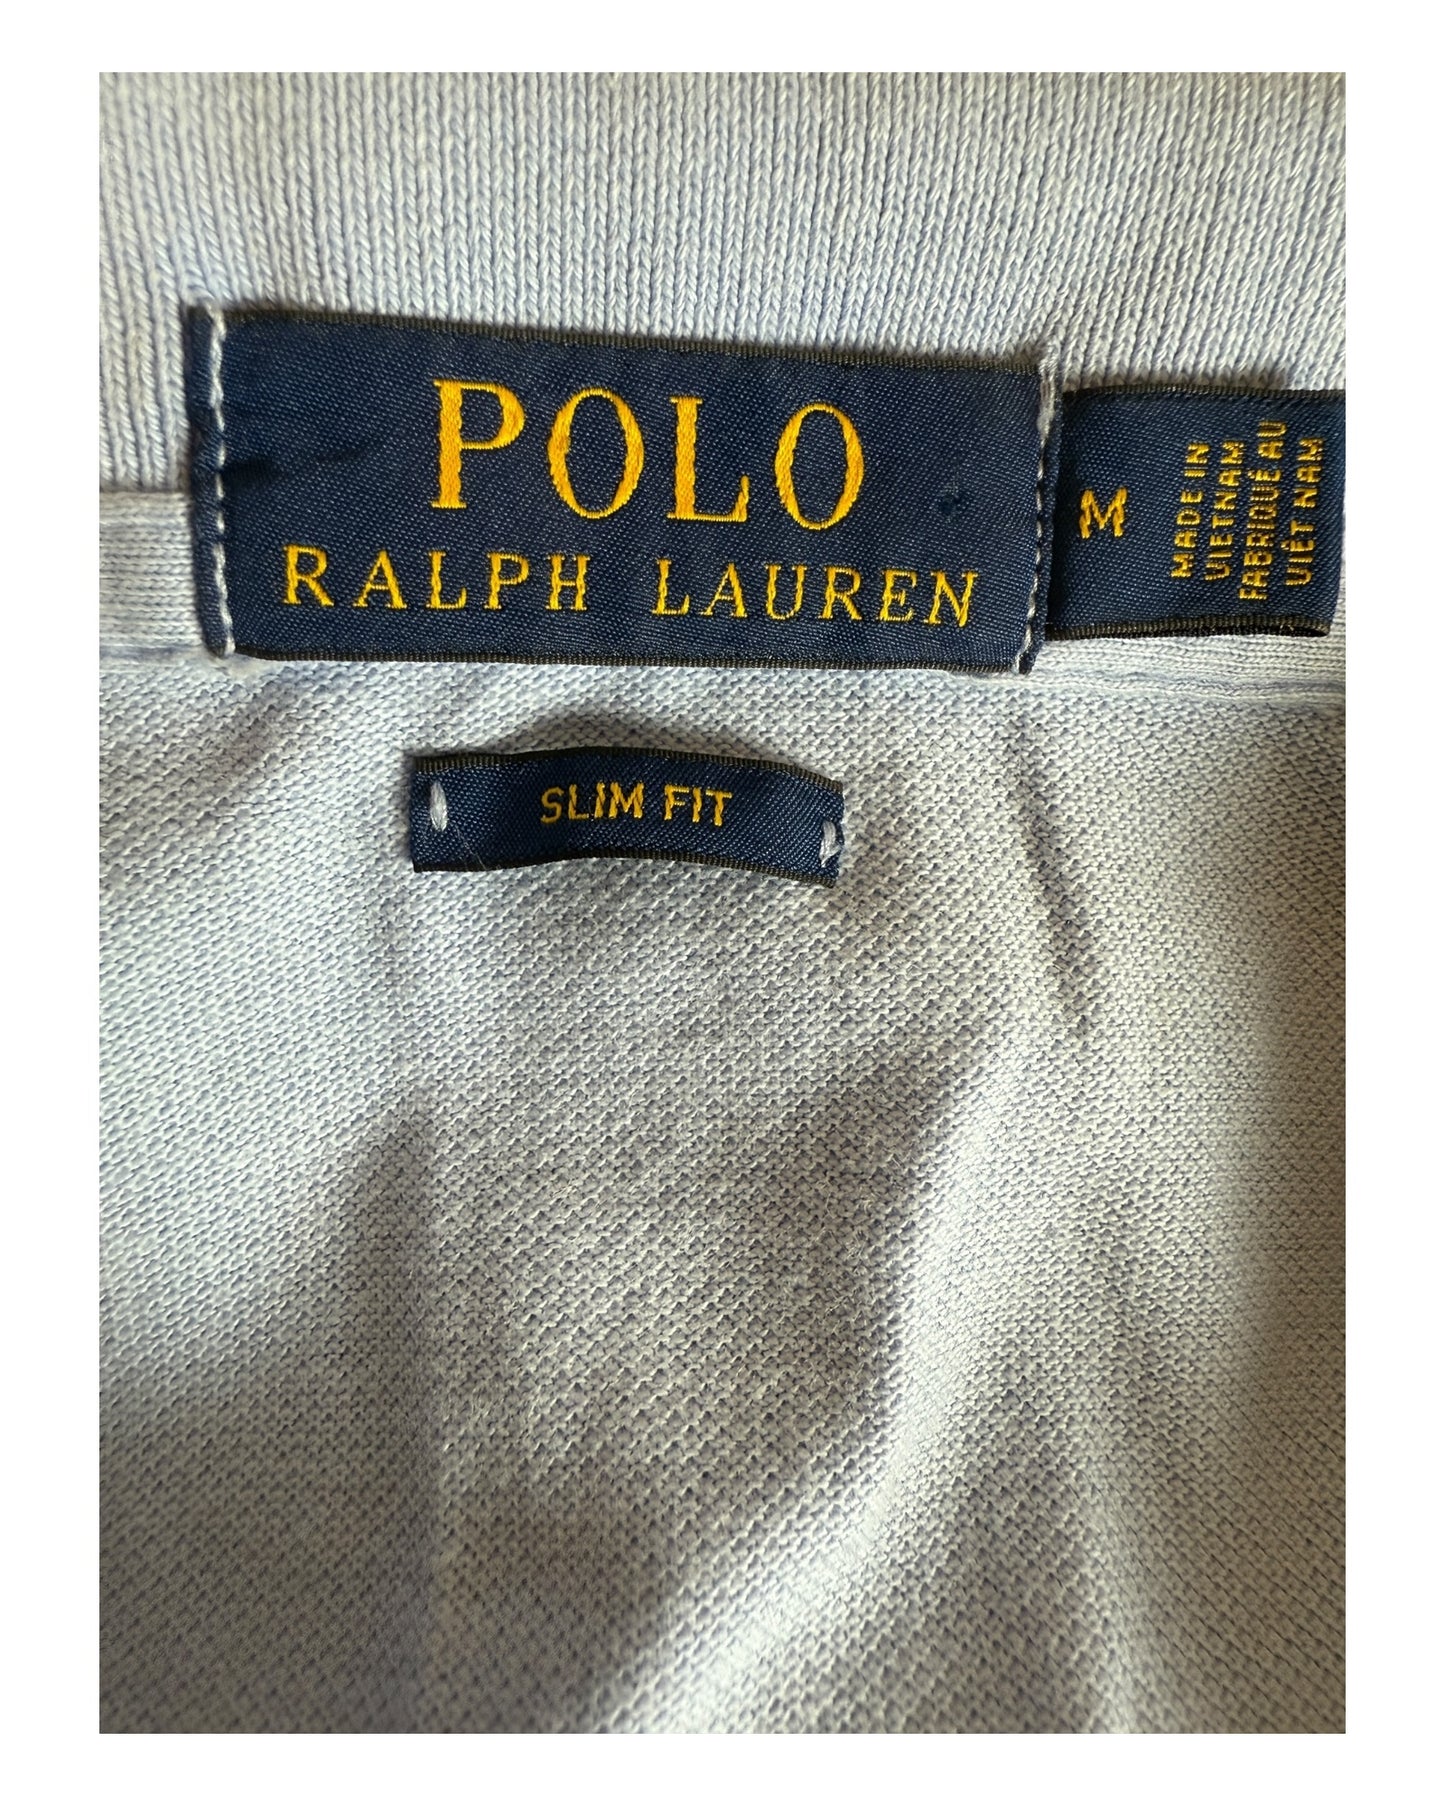 POLO
RALPH LAUREN
M
MADE IN
VIETNAM
FABRIQUÉ AU
VIÊT NAM
SLIM FIT